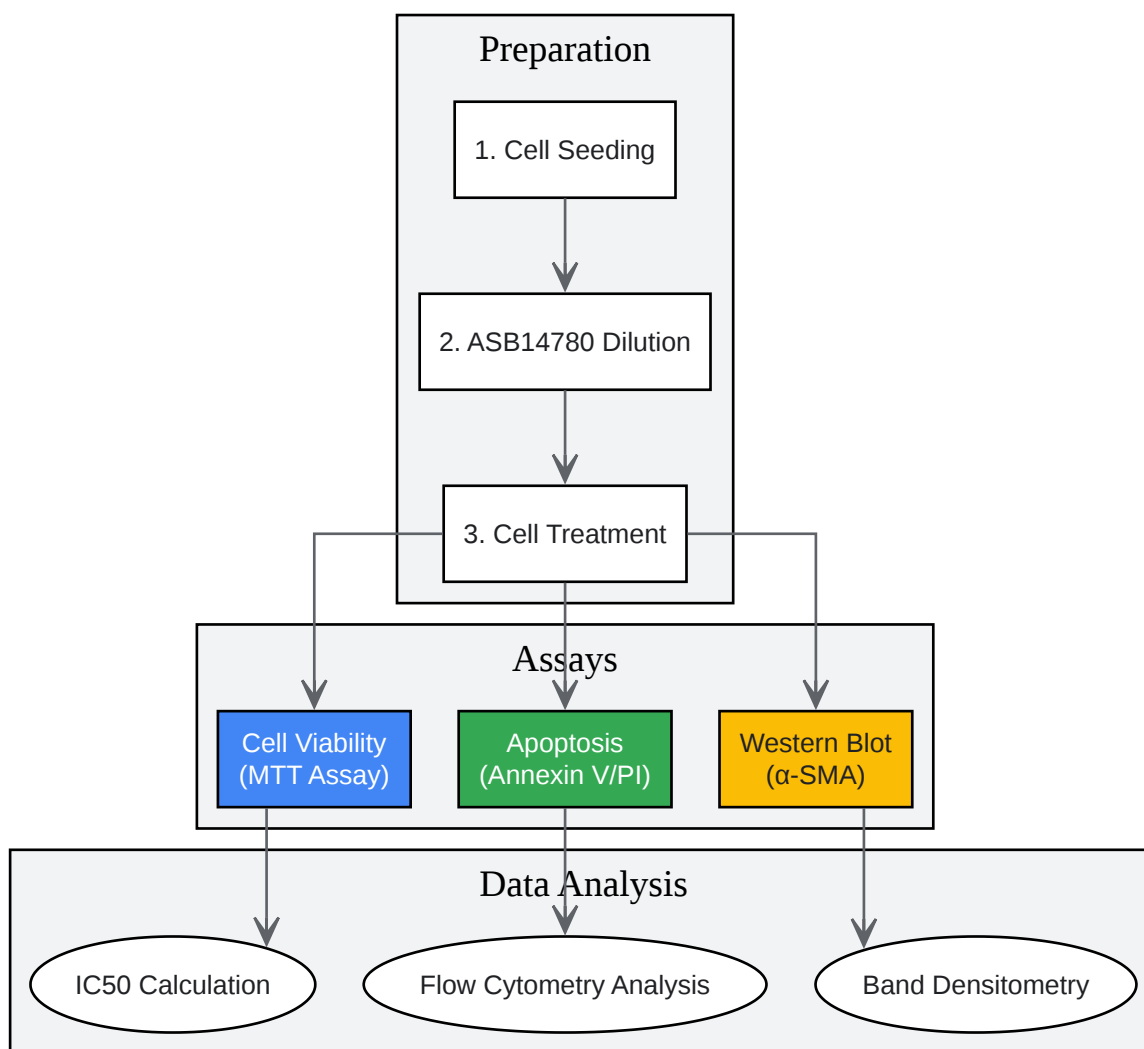 Preparation
1. Cell Seeding
2. ASB14780 Dilution
3. Cell Treatment
Assays
Cell Viability
(MTT Assay)
Apoptosis
(Annexin V/PI)
Western Blot
(α-SMA)
Data Analysis
IC50 Calculation
Flow Cytometry Analysis
Band Densitometry